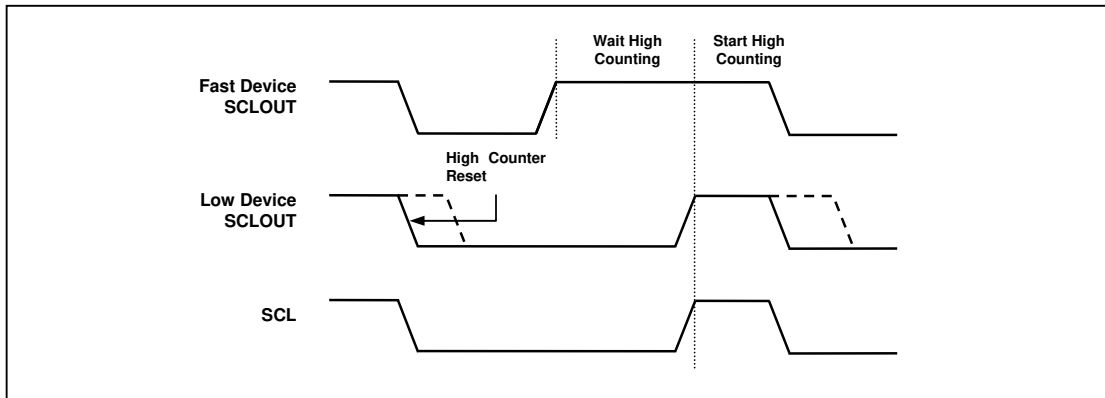 Wait High
Counting
Start High
Counting
Fast Device
SCLOUT
High Counter
Reset
Low Device
SCLOUT
SCL